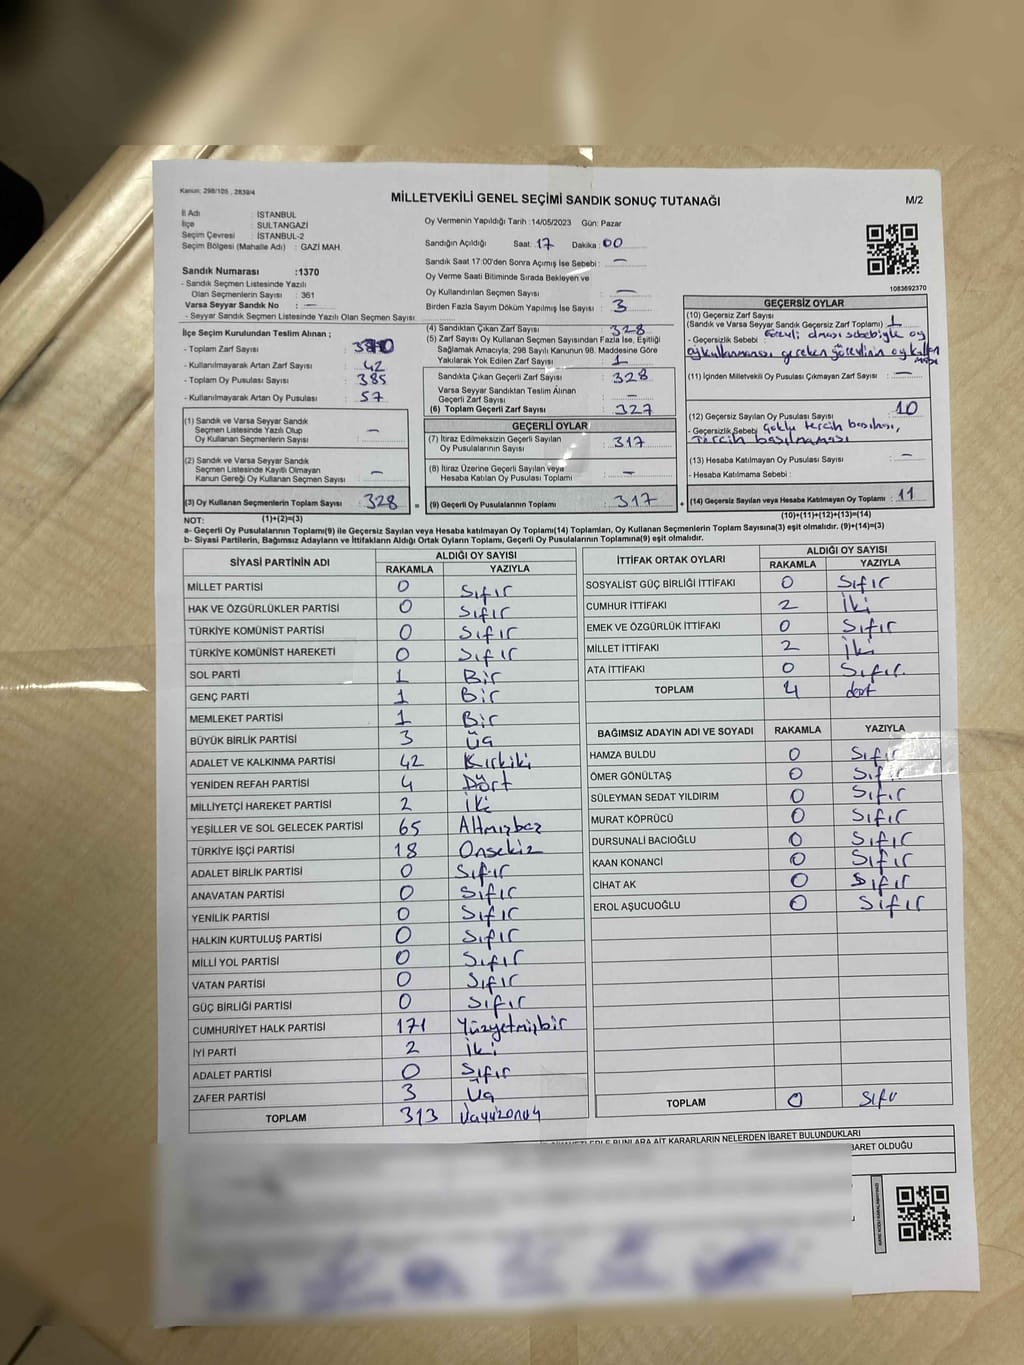 Kanun: 298/105 , 2839/4
MİLLETVEKİLİ GENEL SEÇİMİ SANDIK SONUÇ TUTANAĞI
M/2
İl Adı : İSTANBUL
İlçe : SULTANGAZİ
Seçim Çevresi : İSTANBUL-2
Seçim Bölgesi (Mahalle Adı) : GAZİ MAH.
Sandık Numarası :1370
- Sandık Seçmen Listesinde Yazılı
Olan Seçmenlerin Sayısı : 361
Varsa Seyyar Sandık No : —
- Seyyar Sandık Seçmen Listesinde Yazılı Olan Seçmen Sayısı:
Oy Vermenin Yapıldığı Tarih :14/05/2023 Gün: Pazar
Sandığın Açıldığı Saat: 17 Dakika : 00
Sandık Saat 17:00'den Sonra Açılmış İse Sebebi : —
Oy Verme Saati Bitiminde Sırada Bekleyen ve
Oy Kullandırılan Seçmen Sayısı : —
Birden Fazla Sayım Döküm Yapılmış İse Sayısı : 3
1083692370
İlçe Seçim Kurulundan Teslim Alınan ;
- Toplam Zarf Sayısı :
- Kullanılmayarak Artan Zarf Sayısı : 42
- Toplam Oy Pusulası Sayısı : 385
- Kullanılmayarak Artan Oy Pusulası : 57
(1) Sandık ve Varsa Seyyar Sandık
Seçmen Listesinde Yazılı Olup
Oy Kullanan Seçmenlerin Sayısı : —
(2) Sandık ve Varsa Seyyar Sandık
Seçmen Listesinde Kayıtlı Olmayan
Kanun Gereği Oy Kullanan Seçmen Sayısı : —
(3) Oy Kullanan Seçmenlerin Toplam Sayısı : 328
(1)+(2)=(3)
(4) Sandıktan Çıkan Zarf Sayısı : 328
(5) Zarf Sayısı Oy Kullanan Seçmen Sayısından Fazla İse, Eşitliği
Sağlamak Amacıyla, 298 Sayılı Kanunun 98. Maddesine Göre
Yakılarak Yok Edilen Zarf Sayısı : 1
Sandıkta Çıkan Geçerli Zarf Sayısı : 328
Varsa Seyyar Sandıktan Teslim Alınan
Geçerli Zarf Sayısı : —
(6) Toplam Geçerli Zarf Sayısı : 327
GEÇERLİ OYLAR
(7) İtiraz Edilmeksizin Geçerli Sayılan
Oy Pusulalarının Sayısı : 317
(8) İtiraz Üzerine Geçerli Sayılan veya
Hesaba Katılan Oy Pusulası Toplamı : —
= (9) Geçerli Oy Pusulalarının Toplamı : 317
GEÇERSİZ OYLAR
(10) Geçersiz Zarf Sayısı
(Sandık ve Varsa Seyyar Sandık Geçersiz Zarf Toplamı) : 1
- Geçersizlik Sebebi : olması sebebiyle oy
oykullanması gereken görevlinin oy kullan
ması
(11) İçinden Milletvekili Oy Pusulası Çıkmayan Zarf Sayısı : —
(12) Geçersiz Sayılan Oy Pusulası Sayısı : 10
- Geçersizlik Sebebi : Çoklu tercih basılması,
Tercih basılmaması
(13) Hesaba Katılmayan Oy Pusulası Sayısı : —
- Hesaba Katılmama Sebebi :
+ (14) Geçersiz Sayılan veya Hesaba Katılmayan Oy Toplamı : 11
(10)+(11)+(12)+(13)=(14)
NOT:
a- Geçerli Oy Pusulalarının Toplamı(9) ile Geçersiz Sayılan veya Hesaba katılmayan Oy Toplamı(14) Toplamları, Oy Kullanan Seçmenlerin Toplam Sayısına(3) eşit olmalıdır. (9)+(14)=(3)
b- Siyasi Partilerin, Bağımsız Adayların ve İttifakların Aldığı Ortak Oyların Toplamı, Geçerli Oy Pusulalarının Toplamına(9) eşit olmalıdır.
SİYASİ PARTİNİN ADI ALDIĞI OY SAYISI
RAKAMLA YAZIYLA
MİLLET PARTİSİ 0 Sıfır
HAK VE ÖZGÜRLÜKLER PARTİSİ 0 Sıfır
TÜRKİYE KOMÜNİST PARTİSİ 0 Sıfır
TÜRKİYE KOMÜNİST HAREKETİ 0 Sıfır
SOL PARTİ 1 Bir
GENÇ PARTİ 1 Bir
MEMLEKET PARTİSİ 1 Bir
BÜYÜK BİRLİK PARTİSİ 3 Üç
ADALET VE KALKINMA PARTİSİ 42 Kırkiki
YENİDEN REFAH PARTİSİ 4 Dört
MİLLİYETÇİ HAREKET PARTİSİ 2 İki
YEŞİLLER VE SOL GELECEK PARTİSİ 65 Altmışbeş
TÜRKİYE İŞÇİ PARTİSİ 18 Onsekiz
ADALET BİRLİK PARTİSİ 0 Sıfır
ANAVATAN PARTİSİ 0 Sıfır
YENİLİK PARTİSİ 0 Sıfır
HALKIN KURTULUŞ PARTİSİ 0 Sıfır
MİLLİ YOL PARTİSİ 0 Sıfır
VATAN PARTİSİ 0 Sıfır
GÜÇ BİRLİĞİ PARTİSİ 0 Sıfır
CUMHURİYET HALK PARTİSİ 171 Yüzyetmişbir
İYİ PARTİ 2 İki
ADALET PARTİSİ 0 Sıfır
ZAFER PARTİSİ 3 Üç
TOPLAM 313 Üçyüzonüç
İTTİFAK ORTAK OYLARI ALDIĞI OY SAYISI
RAKAMLA YAZIYLA
SOSYALİST GÜÇ BİRLİĞİ İTTİFAKI 0 Sıfır
CUMHUR İTTİFAKI 2 İki
EMEK VE ÖZGÜRLÜK İTTİFAKI 0 Sıfır
MİLLET İTTİFAKI 2 İki
ATA İTTİFAKI 0 Sıfır
TOPLAM 4 dört
BAĞIMSIZ ADAYIN ADI VE SOYADI RAKAMLA YAZIYLA
HAMZA BULDU 0 Sıfır
ÖMER GÖNÜLTAŞ 0 Sıfır
SÜLEYMAN SEDAT YILDIRIM 0 Sıfır
MURAT KÖPRÜCÜ 0 Sıfır
DURSUNALİ BACIOĞLU 0 Sıfır
KAAN KONANCİ 0 Sıfır
CİHAT AK 0 Sıfır
EROL AŞUCUOĞLU 0 Sıfır
TOPLAM 0 Sıfır
BUNLARA AİT KARARLARIN NELERDEN İBARET BULUNDUKLARI
İBARET OLDUĞU